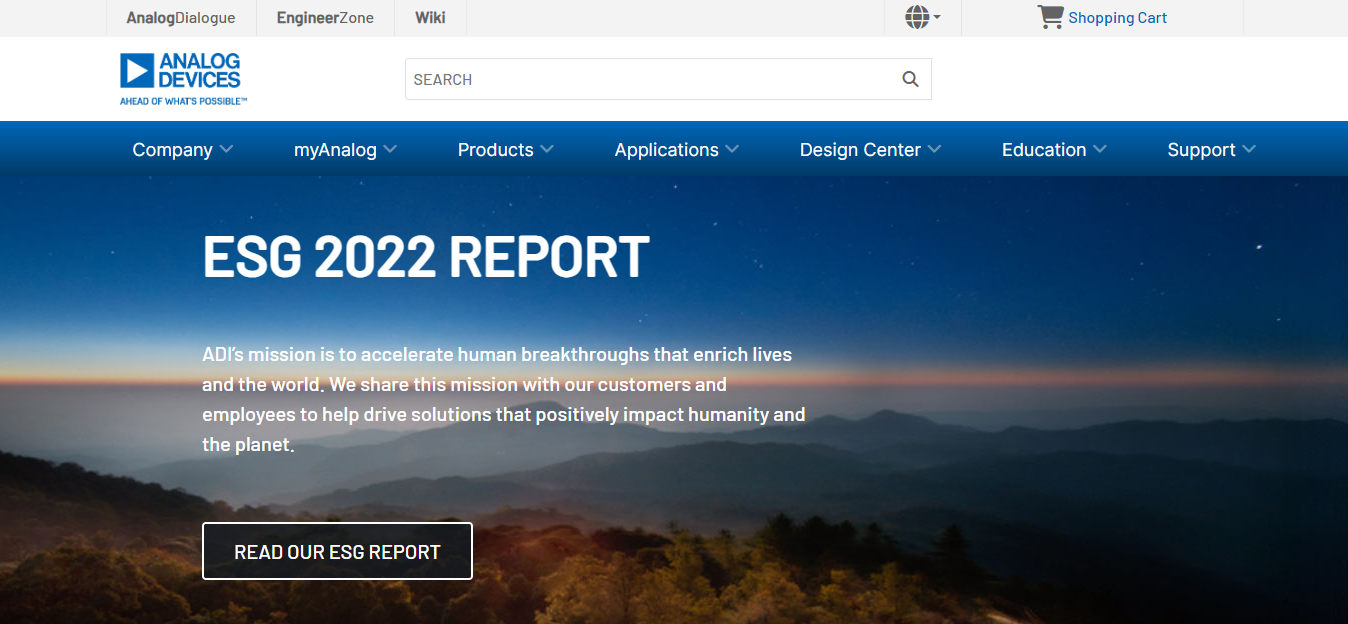 AnalogDialogue
EngineerZone
Wiki
Shopping Cart
ANALOG
DEVICES
AHEAD OF WHAT'S POSSIBLE™
SEARCH
Company
myAnalog
Products
Applications
Design Center
Education
Support
ESG 2022 REPORT
ADI's mission is to accelerate human breakthroughs that enrich lives
and the world. We share this mission with our customers and
employees to help drive solutions that positively impact humanity and
the planet.
READ OUR ESG REPORT